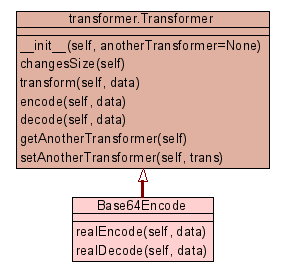 transformer.Transformer
__init__(self, anotherTransformer=None)
changesSize(self)
transform(self, data)
encode(self, data)
decode(self, data)
getAnotherTransformer(self)
setAnotherTransformer(self, trans)
Base64Encode
realEncode(self, data)
realDecode(self, data)